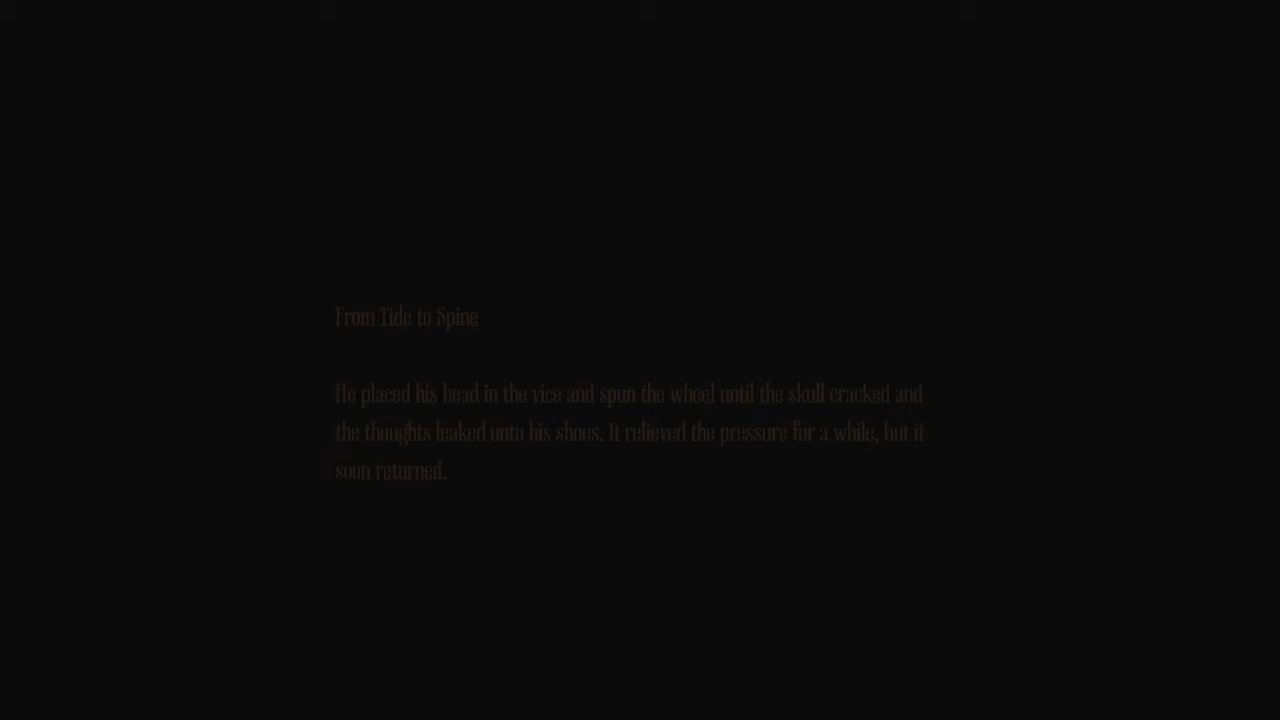 From Tide to Spine
He placed his head in the vice and spun the wheel until the skull cracked and
the thoughts leaked onto his shoes. It relieved the pressure for a while, but it
soon returned.